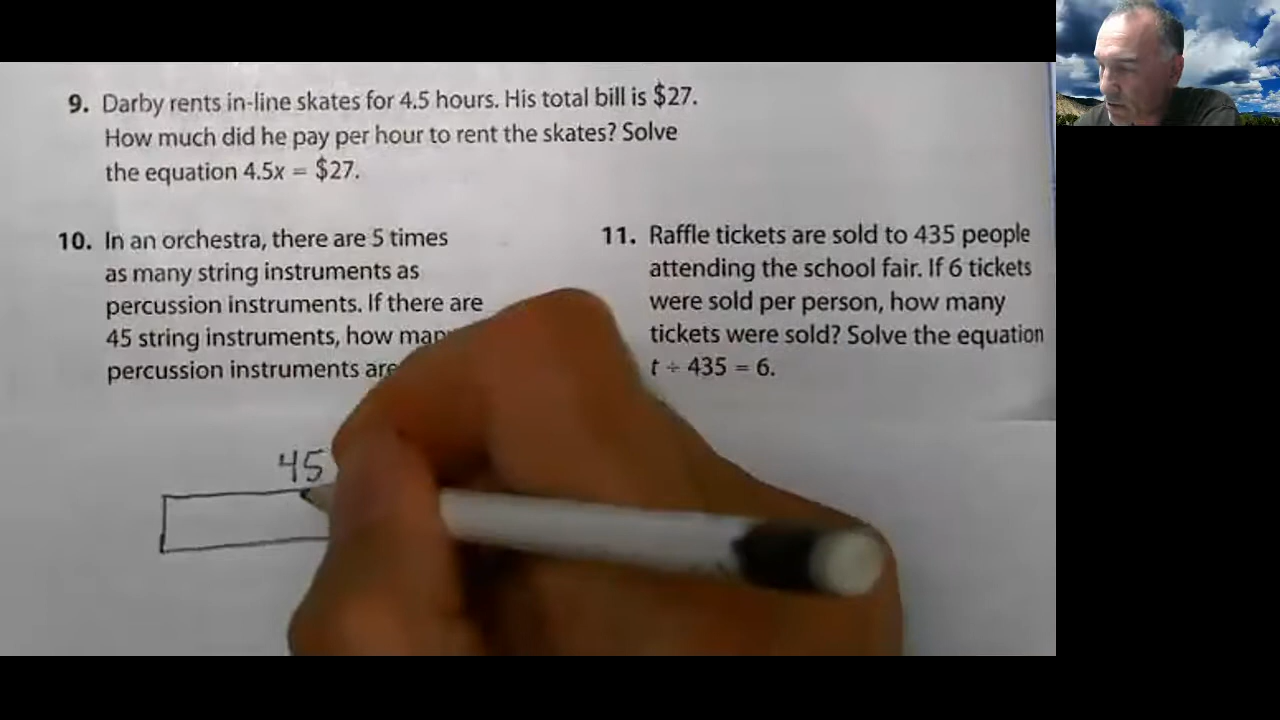 9. Darby rents in-line skates for 4.5 hours. His total bill is $27.
How much did he pay per hour to rent the skates? Solve
the equation 4.5x = $27.
10. In an orchestra, there are 5 times
as many string instruments as
percussion instruments. If there are
45 string instruments, how
percussion instruments are
45
11. Raffle tickets are sold to 435 people
attending the school fair. If 6 tickets
were sold per person, how many
tickets were sold? Solve the equation
t ÷ 435 = 6.